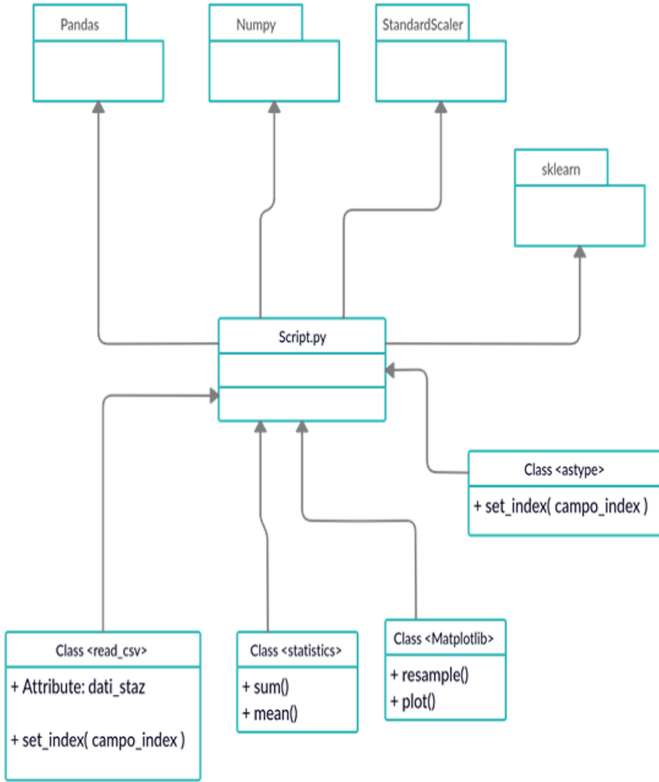 Pandas
Numpy
StandardScaler
sklearn
Script.py
Class <astype>
+ set_index( campo_index )
Class <read_csv>
+ Attribute: dati_staz
+ set_index( campo_index )
Class <statistics>
+ sum()
+ mean()
Class <Matplotlib>
+ resample()
+ plot()